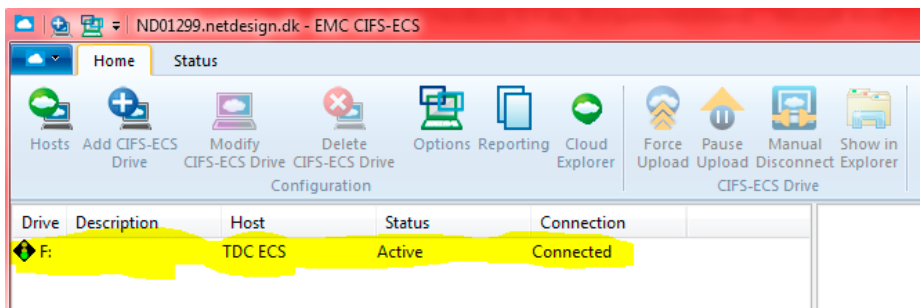 ND01299.netdesign.dk - EMC CIFS-ECS
Home Status
Hosts Add CIFS-ECS Drive Modify CIFS-ECS Drive Delete CIFS-ECS Drive Options Reporting Cloud Explorer Force Upload Pause Upload Manual Disconnect Show in Explorer
Configuration CIFS-ECS Drive
Drive Description Host Status Connection
F: TDC ECS Active Connected